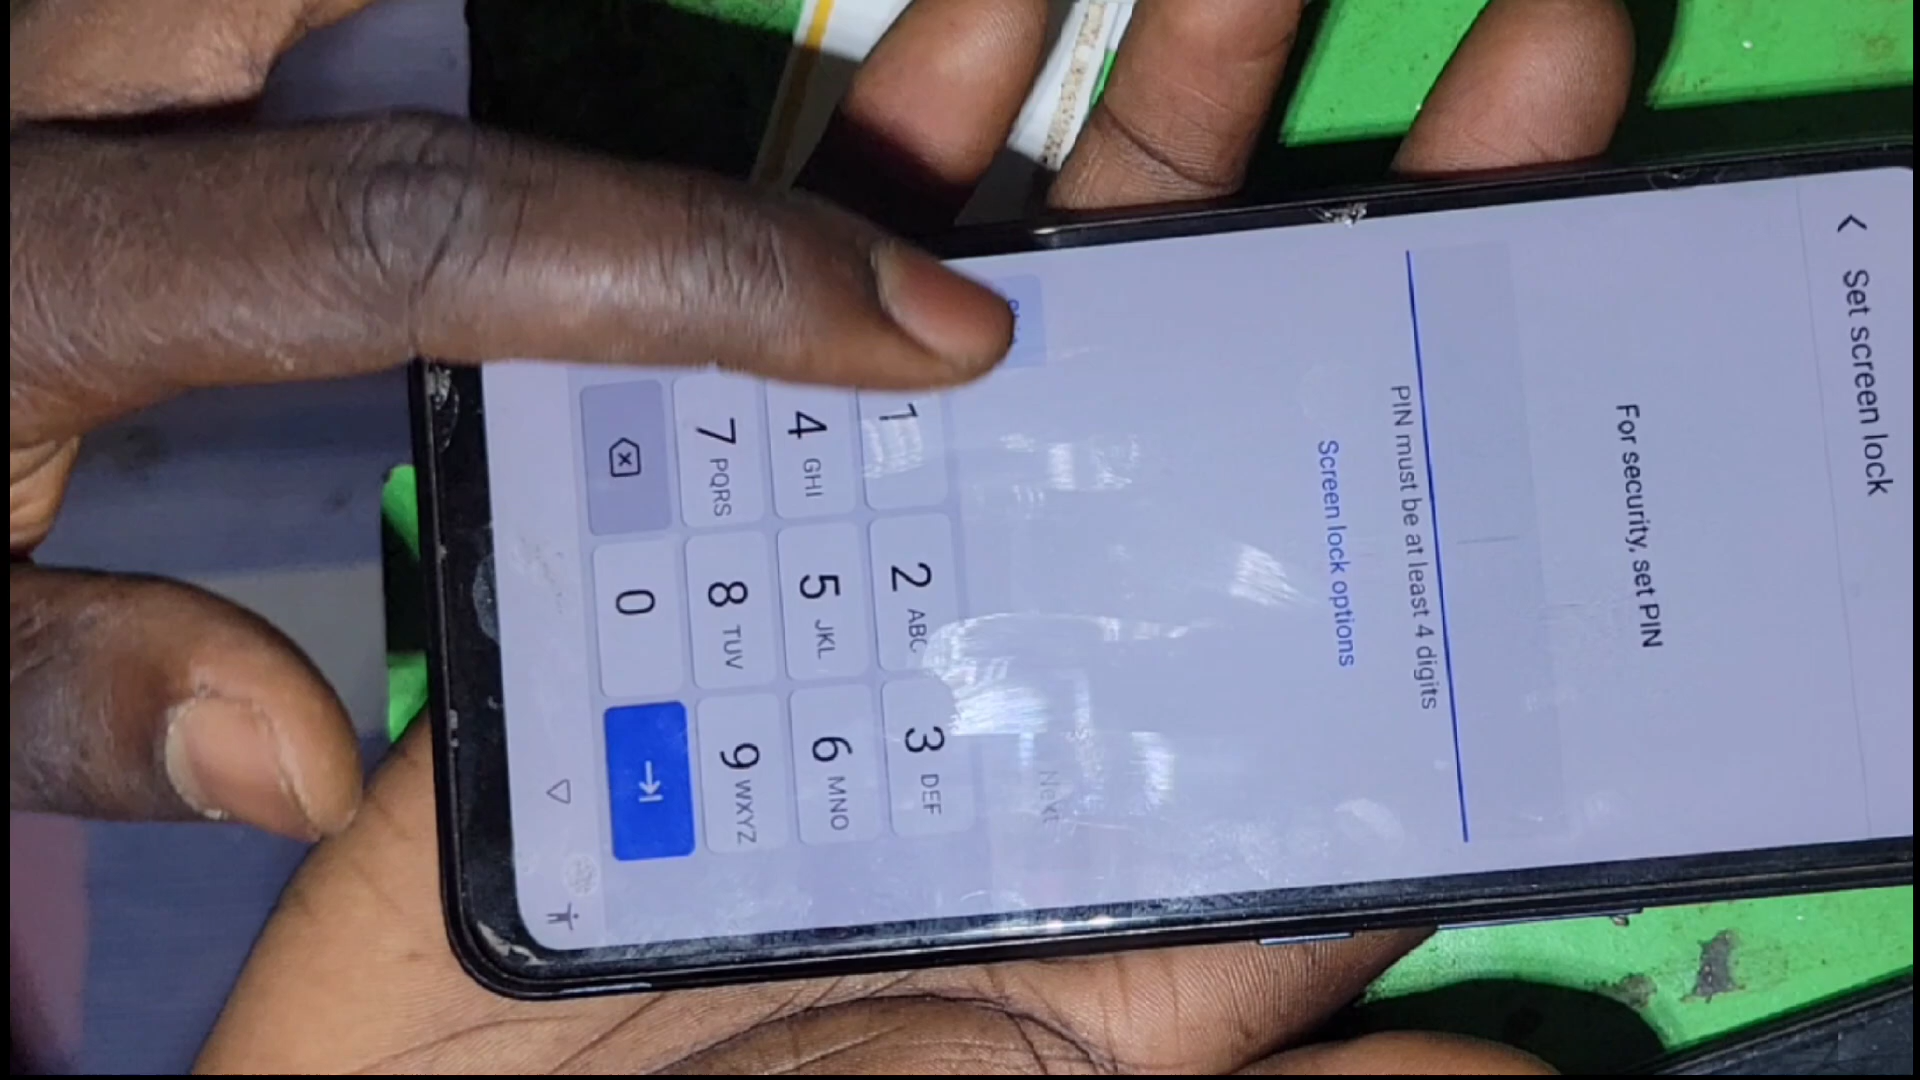 Set screen lock
For security, set PIN
PIN must be at least 4 digits
Screen lock options
Next
1
2 ABC
3 DEF
4 GHI
5 JKL
6 MNO
7 PQRS
8 TUV
9 WXYZ
0